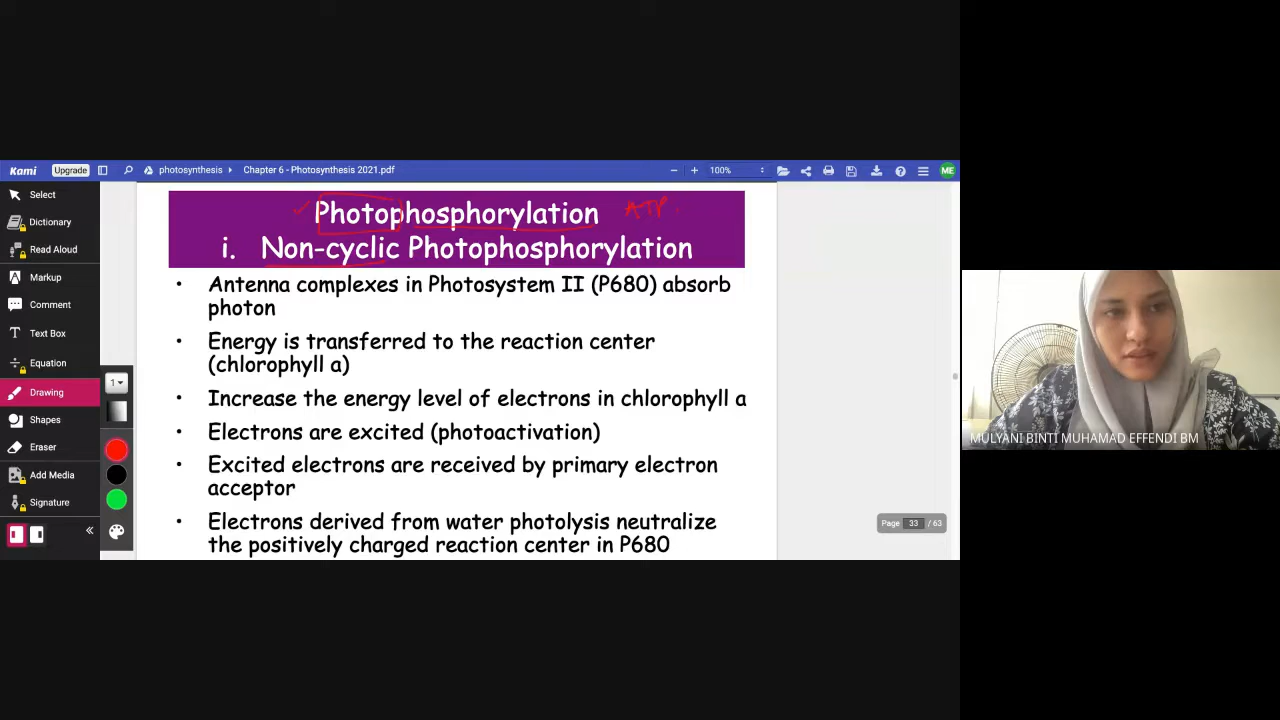 Kami
Upgrade
photosynthesis
Chapter 6 - Photosynthesis 2021.pdf
100%
ME
Select
Dictionary
Read Aloud
Markup
Comment
Text Box
Equation
Drawing
Shapes
Eraser
Add Media
Signature
1
Photophosphorylation ATP
i. Non-cyclic Photophosphorylation
• Antenna complexes in Photosystem II (P680) absorb
photon
• Energy is transferred to the reaction center
(chlorophyll a)
• Increase the energy level of electrons in chlorophyll a
• Electrons are excited (photoactivation)
• Excited electrons are received by primary electron
acceptor
• Electrons derived from water photolysis neutralize
the positively charged reaction center in P680
Page 33 / 63
MULYANI BINTI MUHAMAD EFFENDI BM